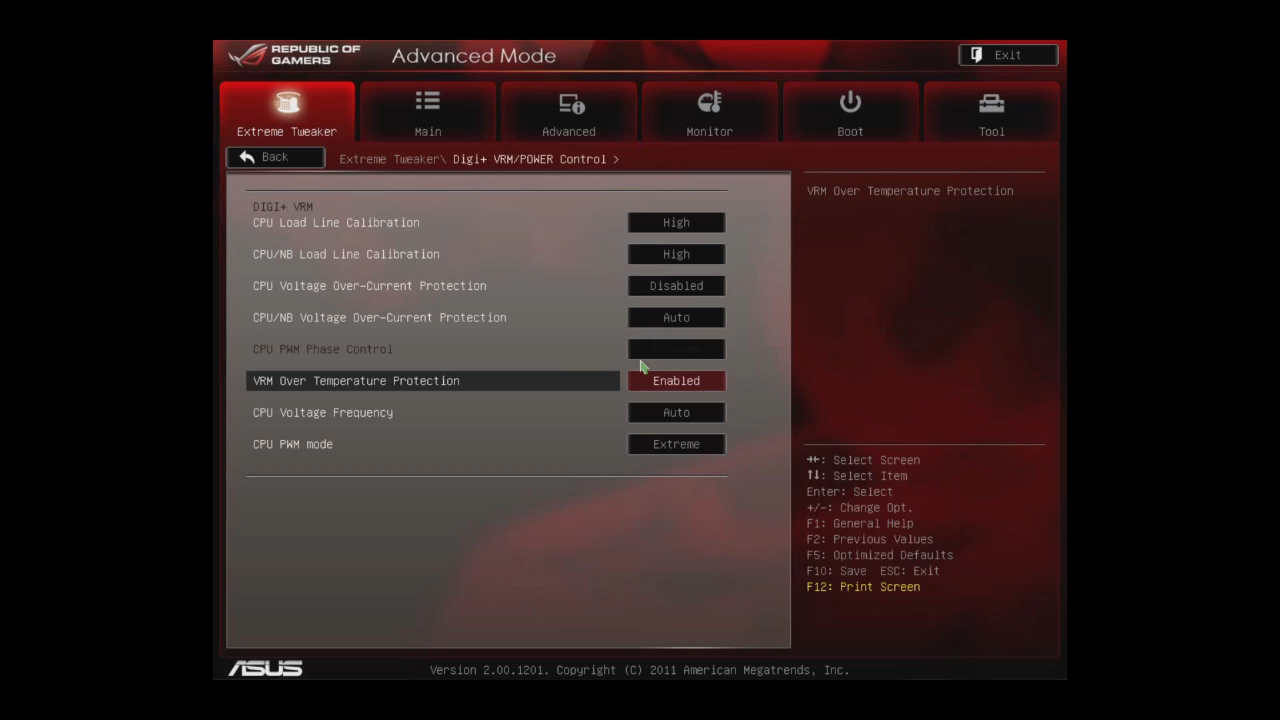 REPUBLIC OF
GAMERS
Advanced Mode
Exit
Extreme Tweaker
Main
Advanced
Monitor
Boot
Tool
Back
Extreme Tweaker\ Digi+ VRM/POWER Control >
VRM Over Temperature Protection
DIGI+ VRM
CPU Load Line Calibration High
CPU/NB Load Line Calibration High
CPU Voltage Over-Current Protection Disabled
CPU/NB Voltage Over-Current Protection Auto
CPU PWM Phase Control
VRM Over Temperature Protection Enabled
CPU Voltage Frequency Auto
CPU PWM mode Extreme
→←: Select Screen
↑↓: Select Item
Enter: Select
+/-: Change Opt.
F1: General Help
F2: Previous Values
F5: Optimized Defaults
F10: Save ESC: Exit
F12: Print Screen
ASUS
Version 2.00.1201. Copyright (C) 2011 American Megatrends, Inc.